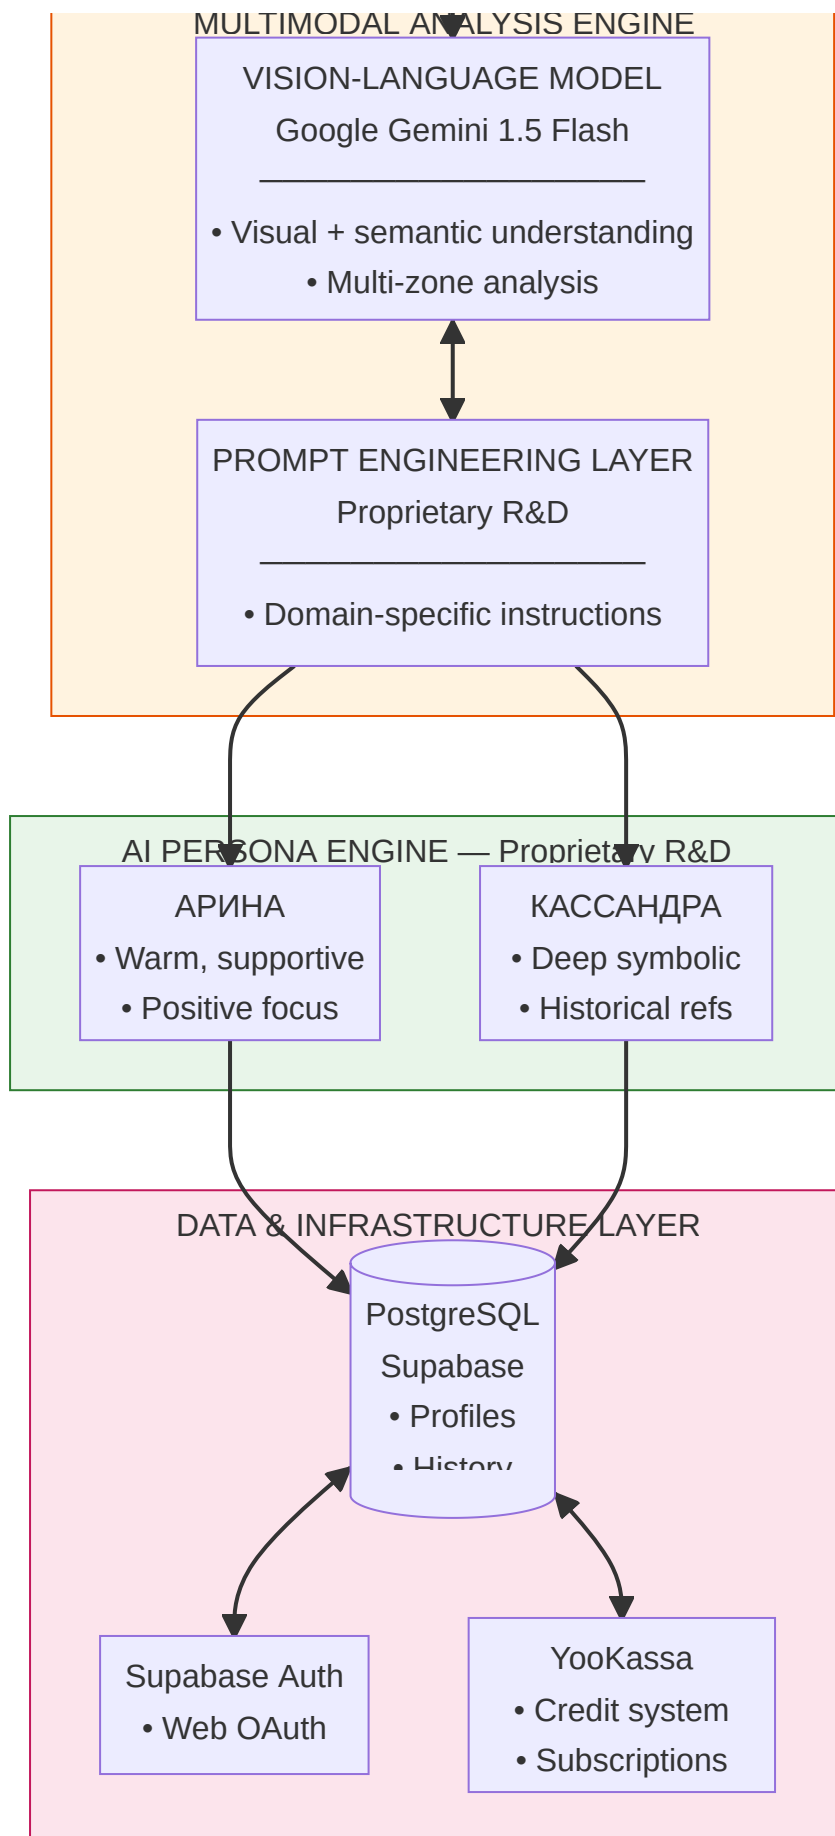 MULTIMODAL ANALYSIS ENGINE
VISION-LANGUAGE MODEL
Google Gemini 1.5 Flash
• Visual + semantic understanding
• Multi-zone analysis
PROMPT ENGINEERING LAYER
Proprietary R&D
• Domain-specific instructions
AI PERSONA ENGINE — Proprietary R&D
АРИНА
• Warm, supportive
• Positive focus
КАССАНДРА
• Deep symbolic
• Historical refs
DATA & INFRASTRUCTURE LAYER
PostgreSQL
Supabase
• Profiles
• History
Supabase Auth
• Web OAuth
YooKassa
• Credit system
• Subscriptions